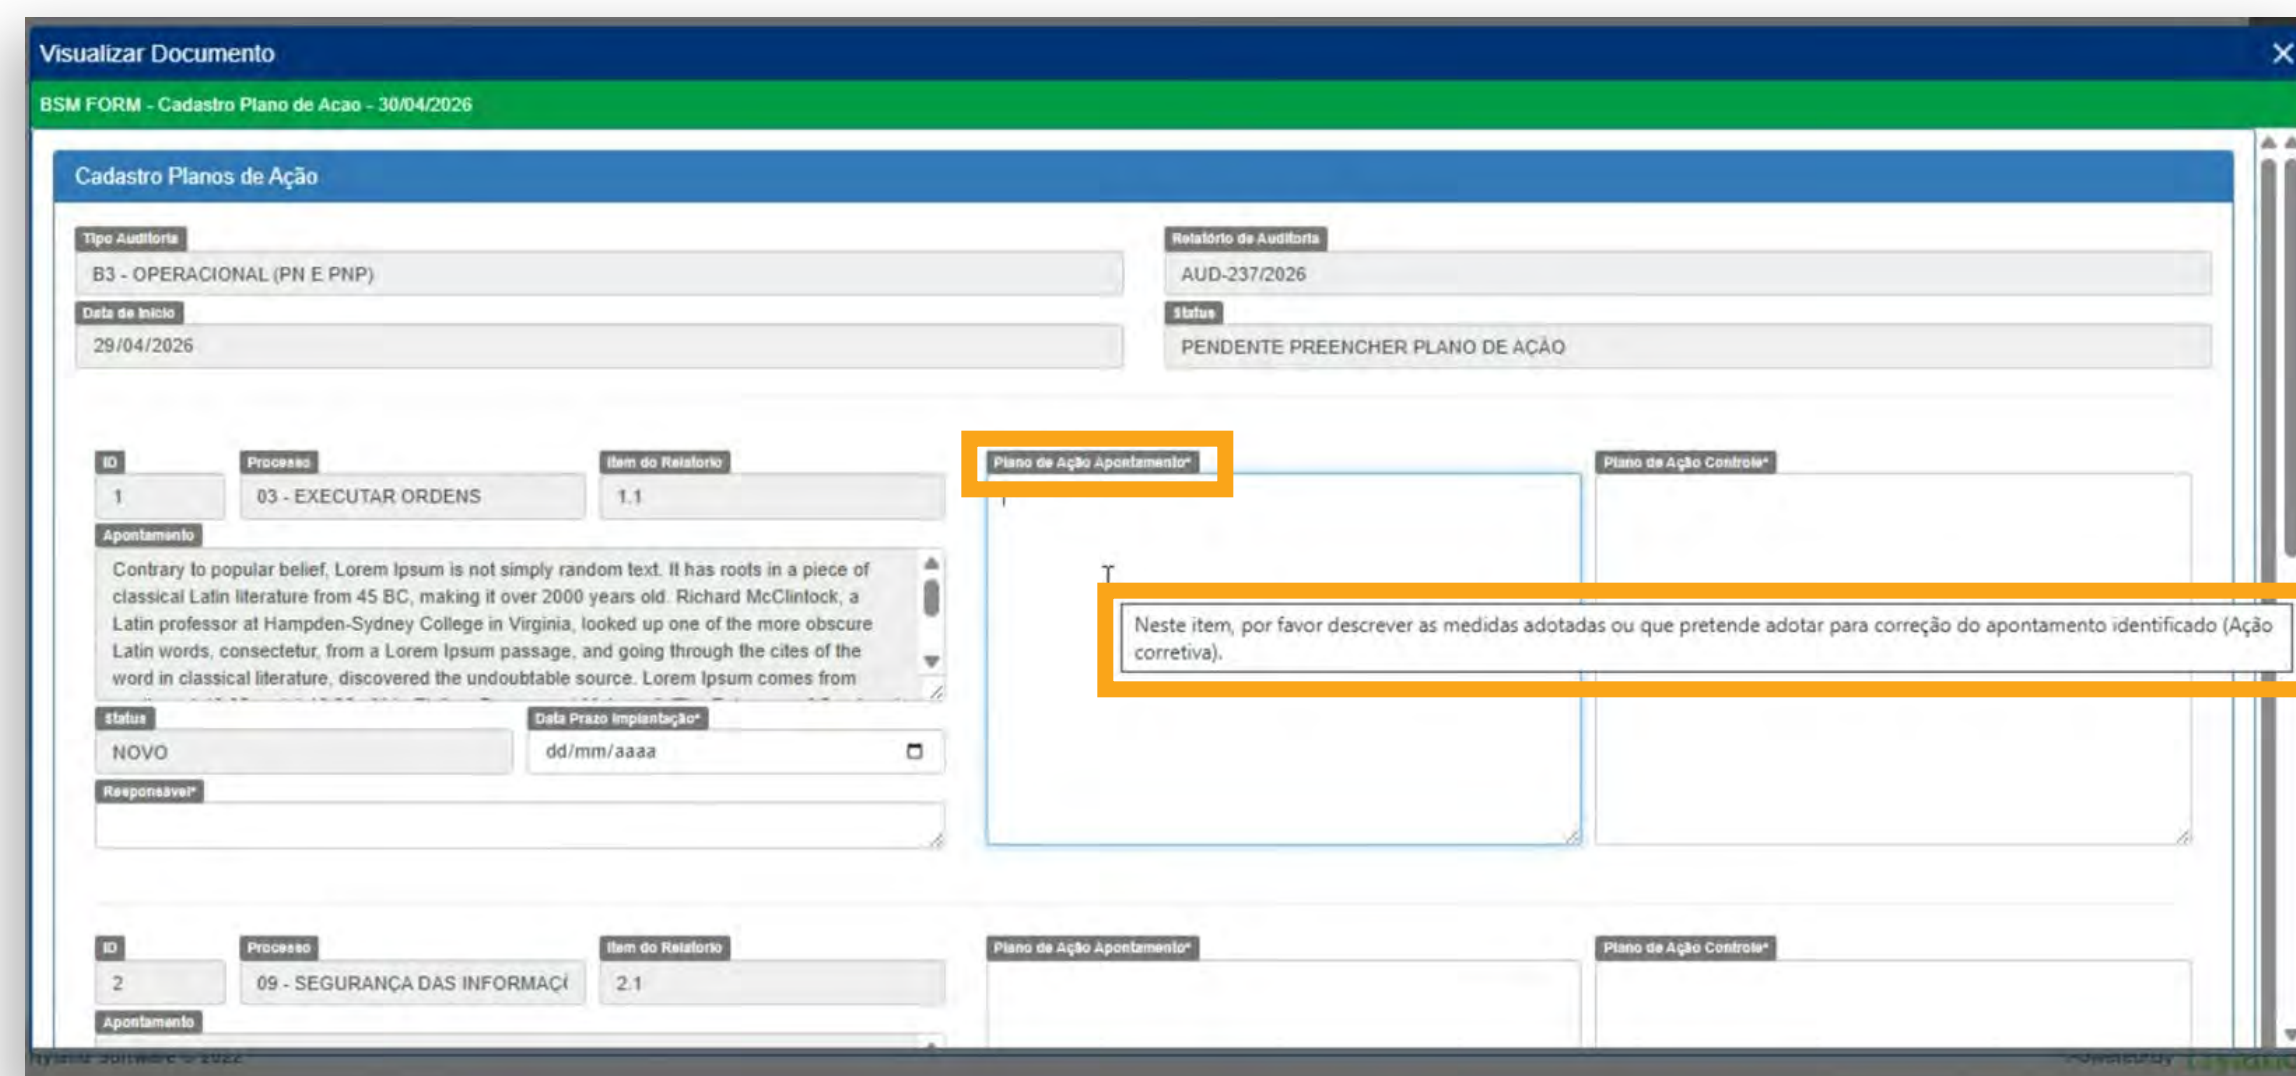 Visualizar Documento
BSM FORM - Cadastro Plano de Acao - 30/04/2026
Cadastro Planos de Ação
Tipo Auditoria
B3 - OPERACIONAL (PN E PNP)
Relatório de Auditoria
AUD-237/2026
Data de Inicio
29/04/2026
Status
PENDENTE PREENCHER PLANO DE AÇÃO
ID
1
Processo
03 - EXECUTAR ORDENS
Item do Relatorio
1.1
Apontamento
Contrary to popular belief, Lorem Ipsum is not simply random text. It has roots in a piece of
classical Latin literature from 45 BC, making it over 2000 years old. Richard McClintock, a
Latin professor at Hampden-Sydney College in Virginia, looked up one of the more obscure
Latin words, consectetur, from a Lorem Ipsum passage, and going through the cites of the
word in classical literature, discovered the undoubtable source. Lorem Ipsum comes from
Status
NOVO
Data Prazo Implantação*
dd/mm/aaaa
Responsável*
Plano de Ação Apontamento*
Plano de Ação Controle*
Neste item, por favor descrever as medidas adotadas ou que pretende adotar para correção do apontamento identificado (Ação
corretiva).
ID
2
Processo
09 - SEGURANÇA DAS INFORMAÇÕ
Item do Relatorio
2.1
Apontamento
Plano de Ação Apontamento*
Plano de Ação Controle*